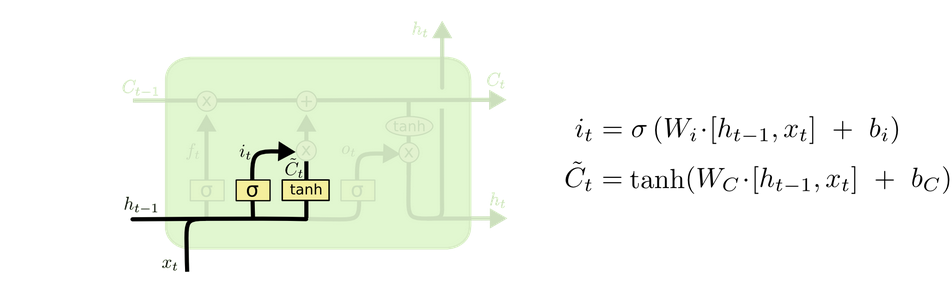 h_t
C_{t-1}
C_t
x
+
tanh
f_t
i_t
x
C̃_t
o_t
x
σ
σ
tanh
σ
h_{t-1}
h_t
x_t
i_t = σ (W_i·[h_{t-1}, x_t] + b_i)
C̃_t = tanh(W_C·[h_{t-1}, x_t] + b_C)